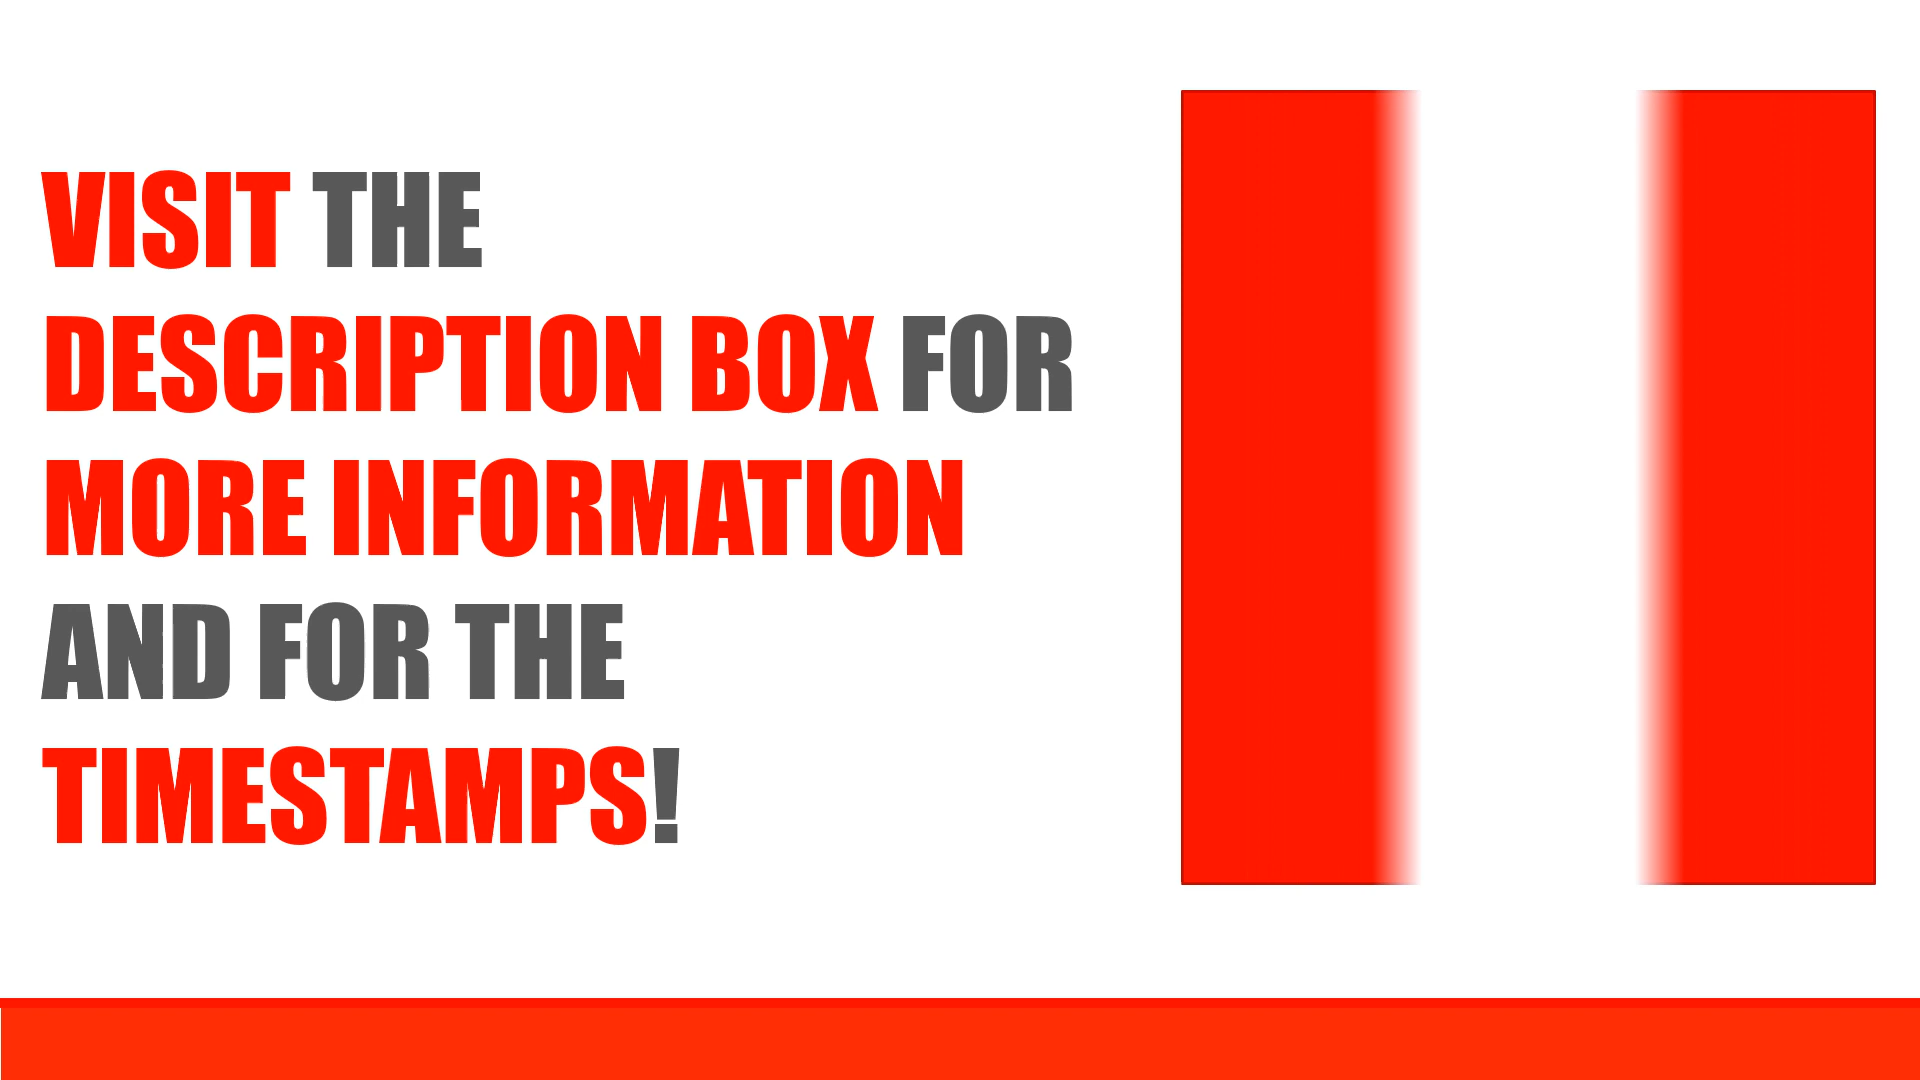 VISIT THE
DESCRIPTION BOX FOR
MORE INFORMATION
AND FOR THE
TIMESTAMPS!